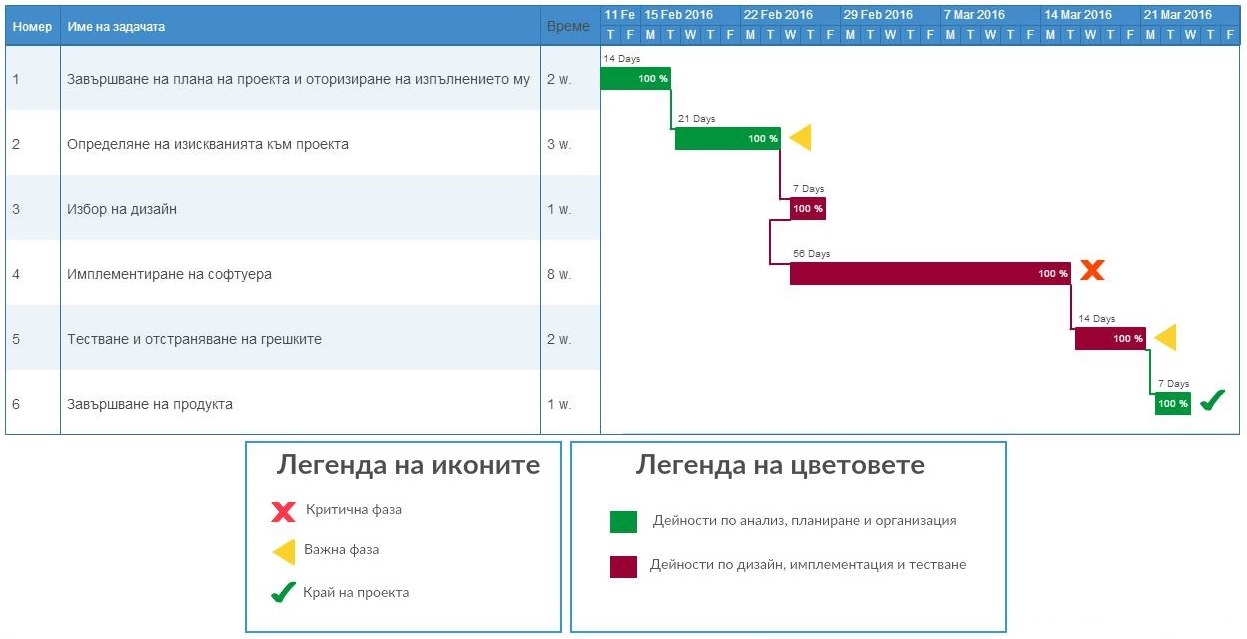 Номер Име на задачата Време 11 Fe 15 Feb 2016 22 Feb 2016 29 Feb 2016 7 Mar 2016 14 Mar 2016 21 Mar 2016
T F M T W T F M T W T F M T W T F M T W T F M T W T F M T W T F
14 Days
1 Завършване на плана на проекта и оторизиране на изпълнението му 2 w. 100 %
21 Days
2 Определяне на изискванията към проекта 3 w. 100 %
7 Days
3 Избор на дизайн 1 w. 100 %
56 Days
4 Имплементиране на софтуера 8 w. 100 %
14 Days
5 Тестване и отстраняване на грешките 2 w. 100 %
7 Days
6 Завършване на продукта 1 w. 100 %
Легенда на иконите
Критична фаза
Важна фаза
Край на проекта
Легенда на цветовете
Дейности по анализ, планиране и организация
Дейности по дизайн, имплементация и тестване